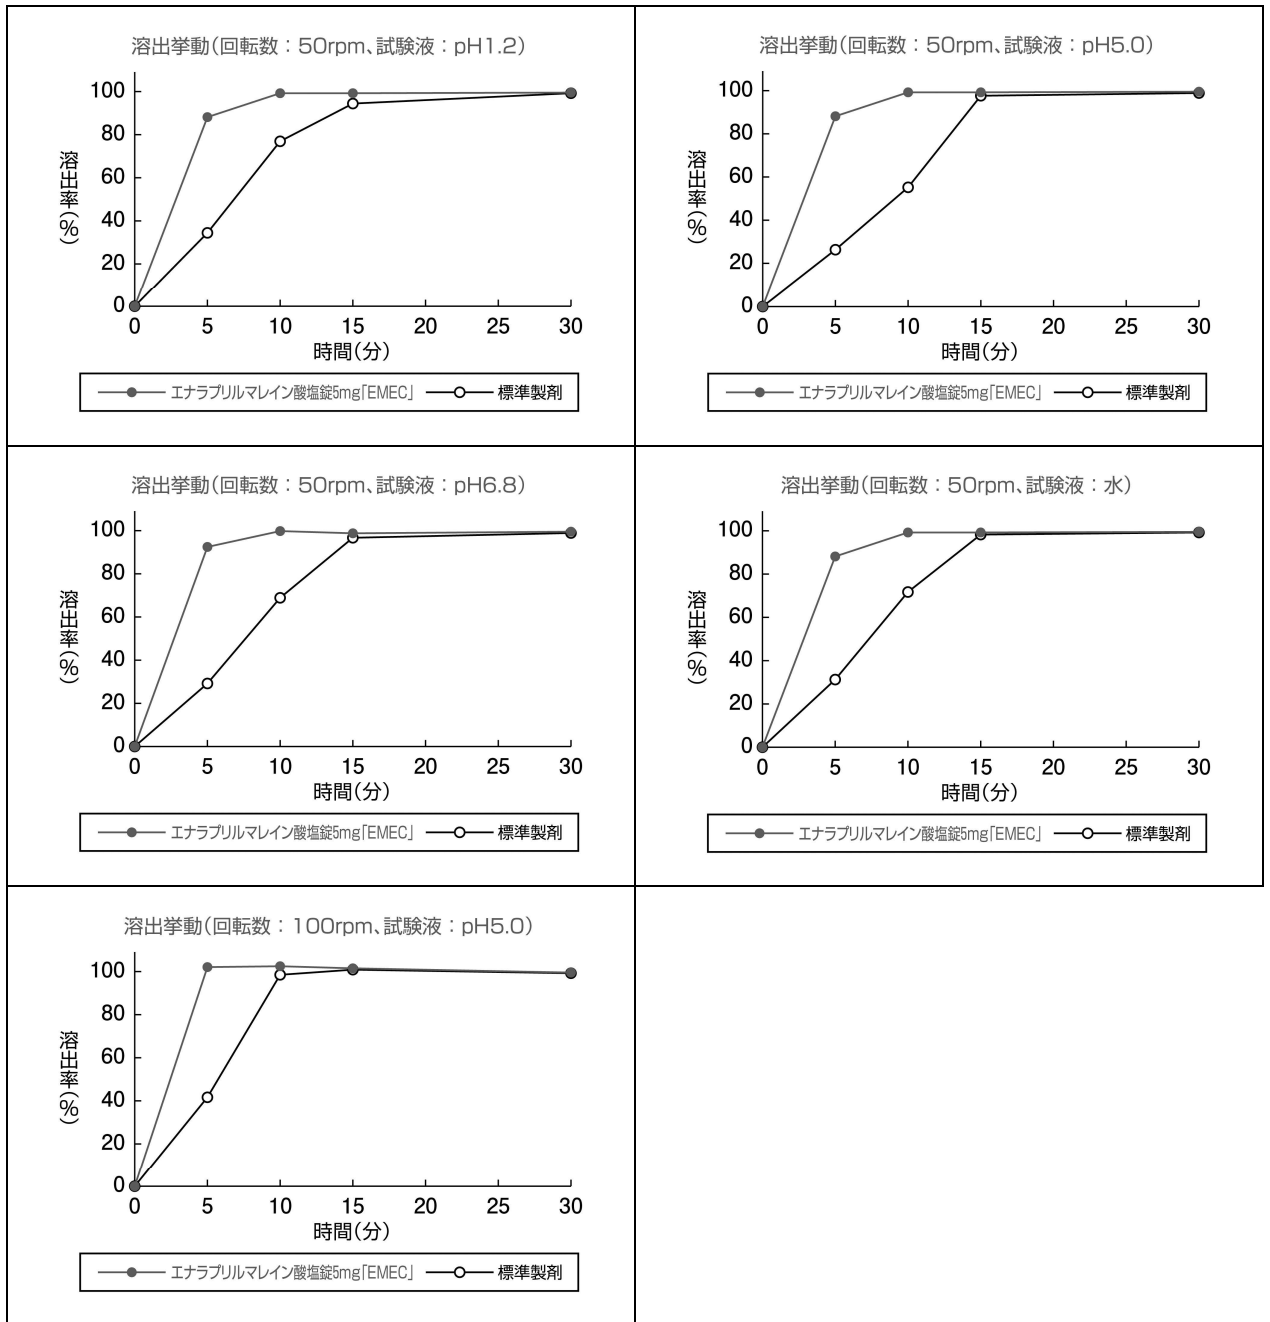 溶出挙動(回転数：50rpm、試験液：pH1.2)
100
80
60
40
20
0
溶出率(%)
0 5 10 15 20 25 30
時間(分)
エナラプリルマレイン酸塩錠5mg「EMEC」 標準製剤
溶出挙動(回転数：50rpm、試験液：pH5.0)
100
80
60
40
20
0
溶出率(%)
0 5 10 15 20 25 30
時間(分)
エナラプリルマレイン酸塩錠5mg「EMEC」 標準製剤
溶出挙動(回転数：50rpm、試験液：pH6.8)
100
80
60
40
20
0
溶出率(%)
0 5 10 15 20 25 30
時間(分)
エナラプリルマレイン酸塩錠5mg「EMEC」 標準製剤
溶出挙動(回転数：50rpm、試験液：水)
100
80
60
40
20
0
溶出率(%)
0 5 10 15 20 25 30
時間(分)
エナラプリルマレイン酸塩錠5mg「EMEC」 標準製剤
溶出挙動(回転数：100rpm、試験液：pH5.0)
100
80
60
40
20
0
溶出率(%)
0 5 10 15 20 25 30
時間(分)
エナラプリルマレイン酸塩錠5mg「EMEC」 標準製剤